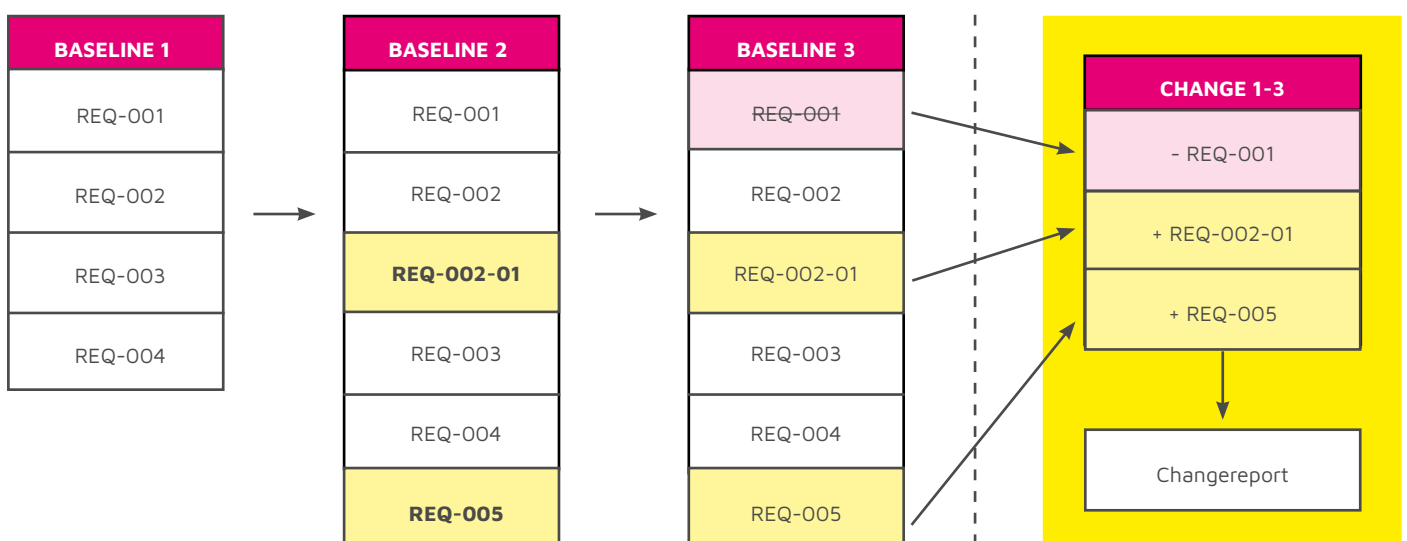 BASELINE 1
REQ-001
REQ-002
REQ-003
REQ-004
BASELINE 2
REQ-001
REQ-002
REQ-002-01
REQ-003
REQ-004
REQ-005
BASELINE 3
REQ-001
REQ-002
REQ-002-01
REQ-003
REQ-004
REQ-005
CHANGE 1-3
- REQ-001
+ REQ-002-01
+ REQ-005
Changereport